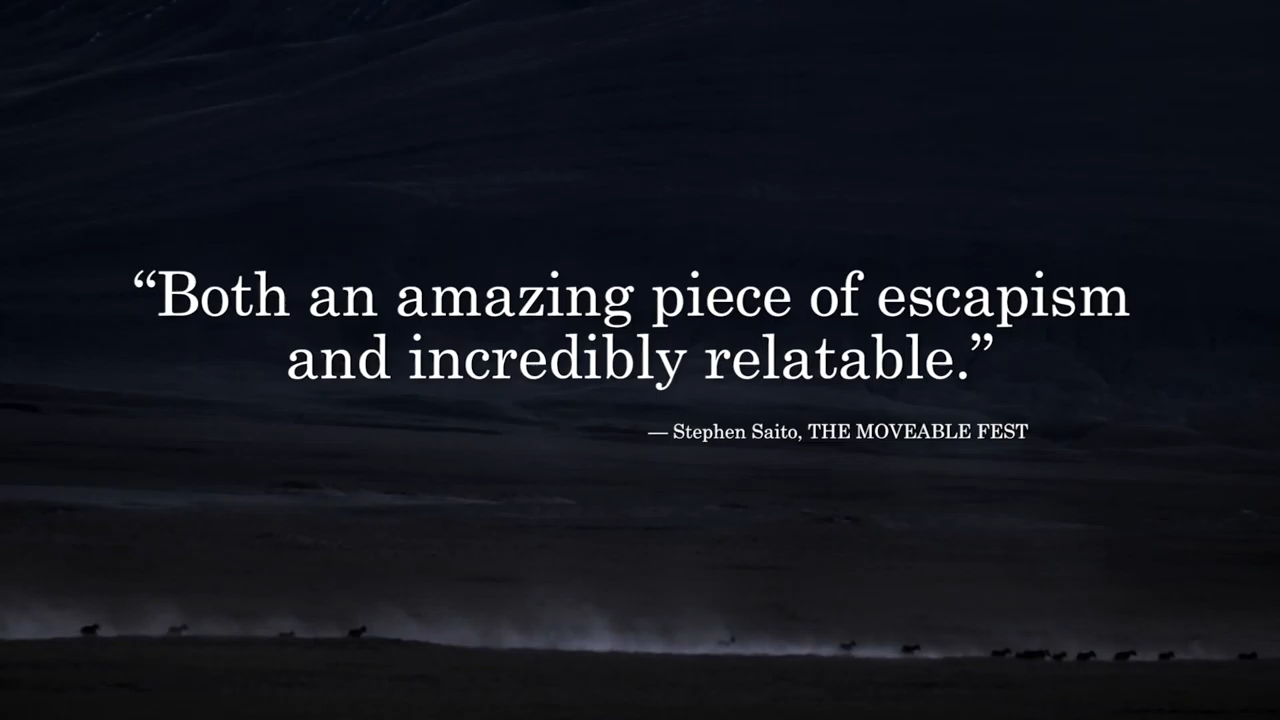 “Both an amazing piece of escapism
and incredibly relatable.”
— Stephen Saito, THE MOVEABLE FEST